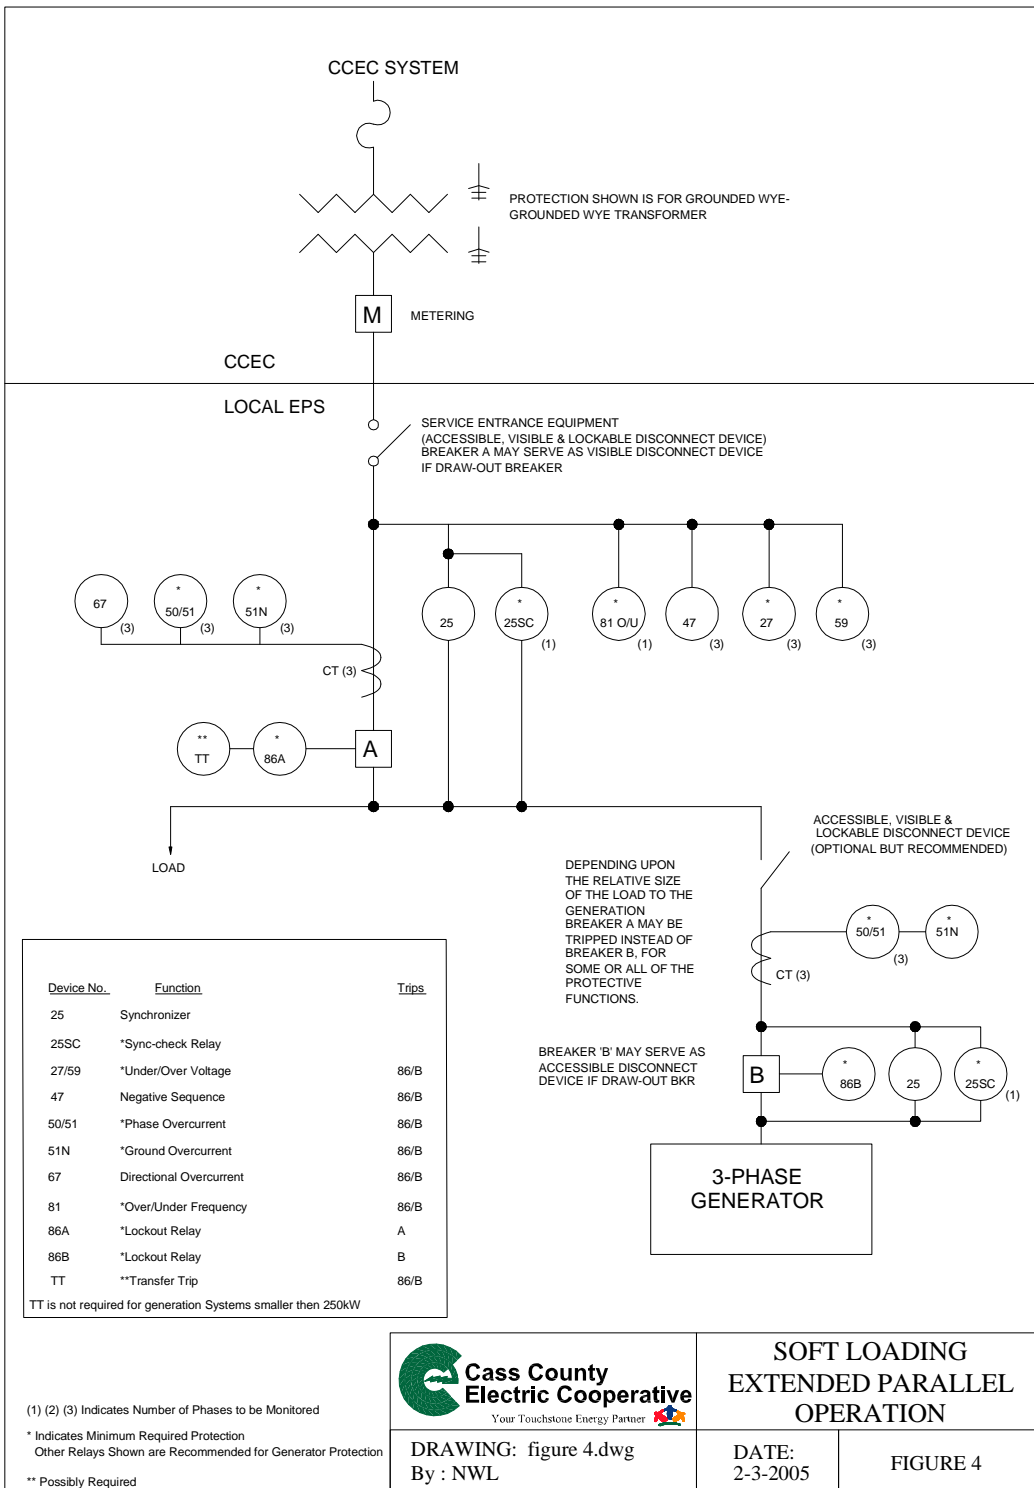 CCEC SYSTEM
PROTECTION SHOWN IS FOR GROUNDED WYE-
GROUNDED WYE TRANSFORMER
M
METERING
CCEC
LOCAL EPS
SERVICE ENTRANCE EQUIPMENT
(ACCESSIBLE, VISIBLE & LOCKABLE DISCONNECT DEVICE)
BREAKER A MAY SERVE AS VISIBLE DISCONNECT DEVICE
IF DRAW-OUT BREAKER
67
(3)
*
50/51
(3)
*
51N
(3)
CT (3)
25
*
25SC
(1)
*
81 O/U
(1)
47
(3)
*
27
(3)
*
59
(3)
**
TT
*
86A
A
LOAD
ACCESSIBLE, VISIBLE &
LOCKABLE DISCONNECT DEVICE
(OPTIONAL BUT RECOMMENDED)
DEPENDING UPON
THE RELATIVE SIZE
OF THE LOAD TO THE
GENERATION
BREAKER A MAY BE
TRIPPED INSTEAD OF
BREAKER B, FOR
SOME OR ALL OF THE
PROTECTIVE
FUNCTIONS.
*
50/51
(3)
*
51N
CT (3)
BREAKER 'B' MAY SERVE AS
ACCESSIBLE DISCONNECT
DEVICE IF DRAW-OUT BKR
B
*
86B
25
*
25SC
(1)
3-PHASE
GENERATOR
Device No. Function Trips
25 Synchronizer
25SC *Sync-check Relay
27/59 *Under/Over Voltage 86/B
47 Negative Sequence 86/B
50/51 *Phase Overcurrent 86/B
51N *Ground Overcurrent 86/B
67 Directional Overcurrent 86/B
81 *Over/Under Frequency 86/B
86A *Lockout Relay A
86B *Lockout Relay B
TT **Transfer Trip 86/B
TT is not required for generation Systems smaller then 250kW
(1) (2) (3) Indicates Number of Phases to be Monitored
* Indicates Minimum Required Protection
Other Relays Shown are Recommended for Generator Protection
** Possibly Required
Cass County
Electric Cooperative
Your Touchstone Energy Partner
SOFT LOADING
EXTENDED PARALLEL
OPERATION
DRAWING: figure 4.dwg
By : NWL
DATE:
2-3-2005
FIGURE 4